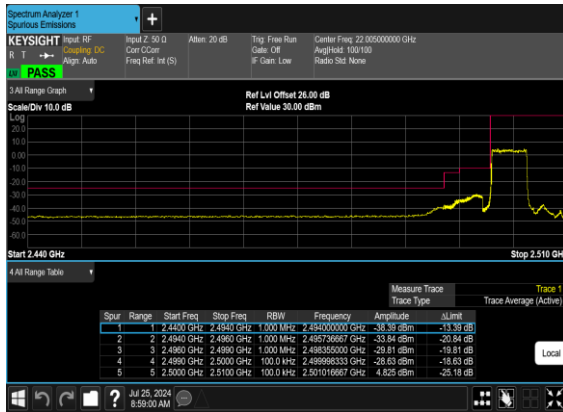 Spectrum Analyzer 1
Spurious Emissions
KEYSIGHT
R T
PASS
Input: RF
Coupling: DC
Align: Auto
Input Z: 50 Ω
Corr CCorr
Freq Ref: Int (S)
Atten: 20 dB
Trig: Free Run
Gate: Off
IF Gain: Low
Center Freq: 22.005000000 GHz
Avg|Hold: 100/100
Radio Std: None
3 All Range Graph
Scale/Div 10.0 dB
Ref Lvl Offset 26.00 dB
Ref Value 30.00 dBm
Log
20.0
10.0
0.00
-10.0
-20.0
-30.0
-40.0
-50.0
-60.0
Start 2.440 GHz
Stop 2.510 GHz
4 All Range Table
Measure Trace Trace 1
Trace Type Trace Average (Active)
Spur Range Start Freq Stop Freq RBW Frequency Amplitude ΔLimit
1 1 2.4400 GHz 2.4940 GHz 1.000 MHz 2.494000000 GHz -38.39 dBm -13.39 dB
2 2 2.4940 GHz 2.4960 GHz 1.000 MHz 2.495736667 GHz -33.84 dBm -20.84 dB
3 3 2.4960 GHz 2.4990 GHz 1.000 MHz 2.498355000 GHz -29.81 dBm -19.81 dB
4 4 2.4990 GHz 2.5000 GHz 100.0 kHz 2.499998333 GHz -28.63 dBm -18.63 dB
5 5 2.5000 GHz 2.5100 GHz 100.0 kHz 2.501016667 GHz 4.825 dBm -25.18 dB
Local
?
Jul 25, 2024
8:59:00 AM